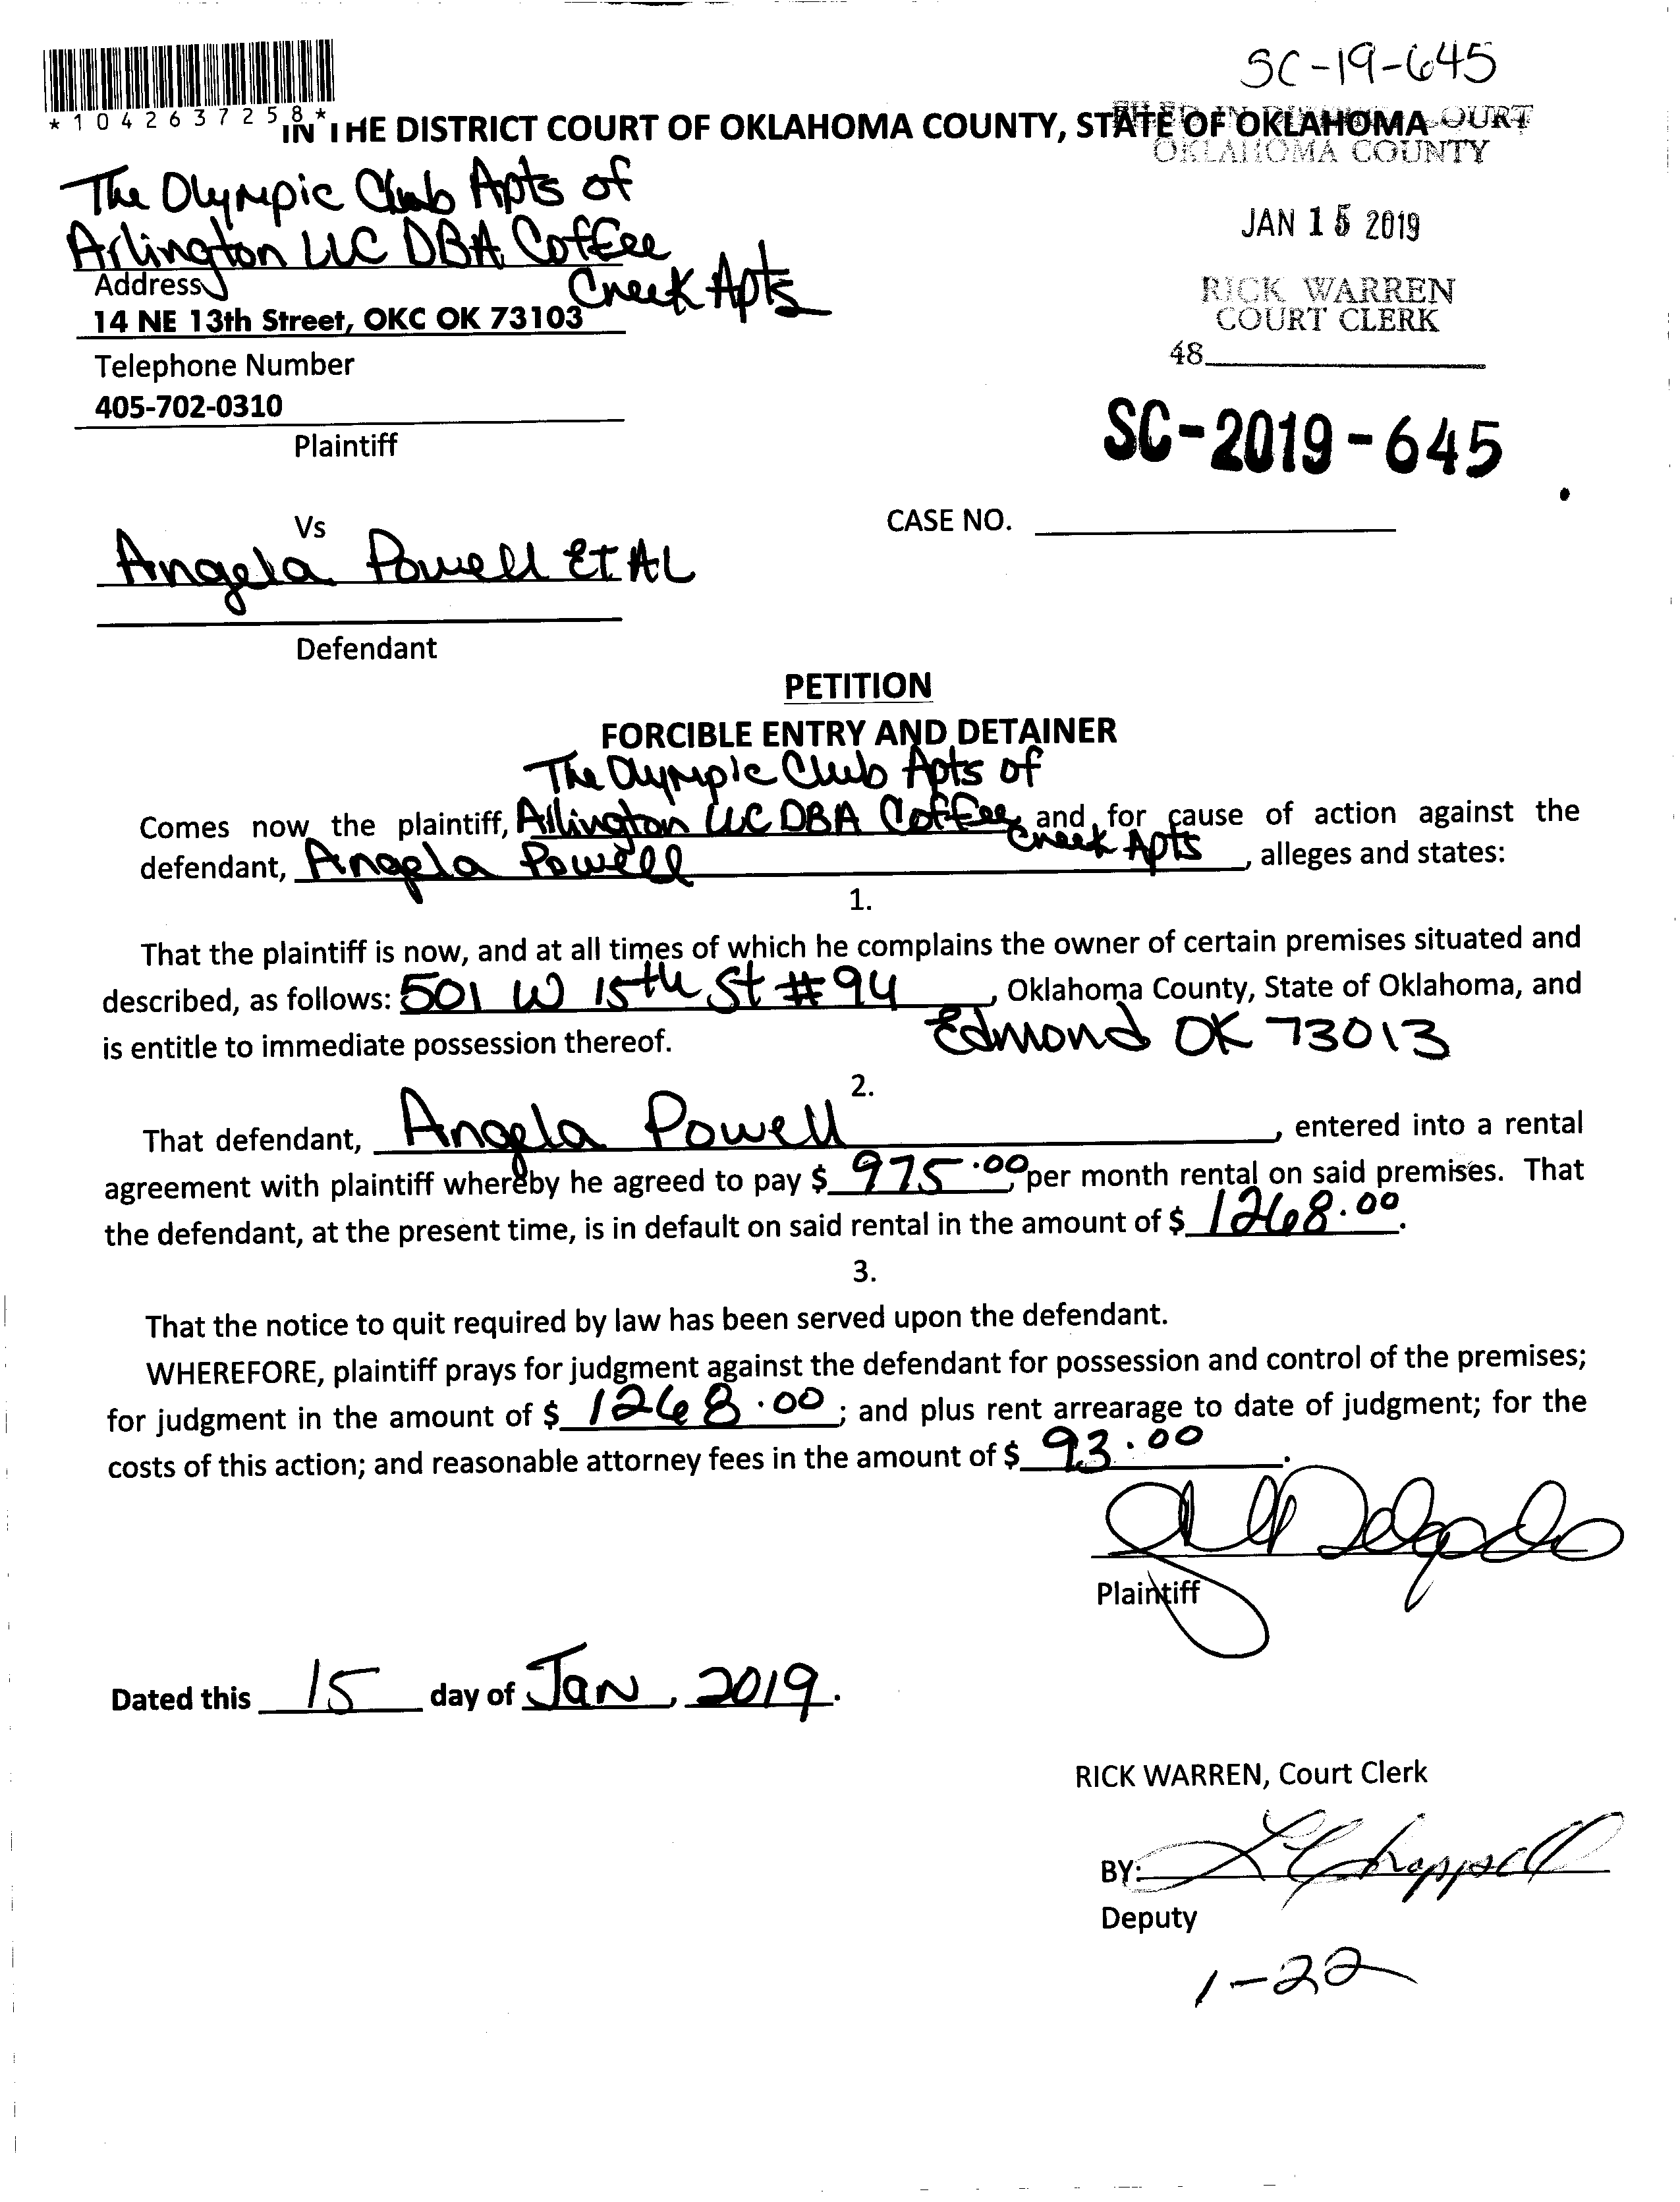 SC-19-645
*1042637258*
IN THE DISTRICT COURT OF OKLAHOMA COUNTY, STATE OF OKLAHOMA
FILED IN DISTRICT COURT
OKLAHOMA COUNTY
The Olympic Club Apts of
Arlington LLC DBA Coffee
Creek Apts
JAN 15 2019
Address
14 NE 13th Street, OKC OK 73103
RICK WARREN
COURT CLERK
Telephone Number
48
405-702-0310
Plaintiff
SC-2019-645
Vs
CASE NO.
Angela Powell Et AL
Defendant
PETITION
FORCIBLE ENTRY AND DETAINER
The Olympic Club Apts of
Comes now the plaintiff, Arlington LLC DBA Coffee Creek Apts and for cause of action against the
defendant, Angela Powell, alleges and states:
1.
That the plaintiff is now, and at all times of which he complains the owner of certain premises situated and
described, as follows: 501 W 15th St #94, Oklahoma County, State of Oklahoma, and
is entitle to immediate possession thereof. Edmond OK 73013
2.
That defendant, Angela Powell, entered into a rental
agreement with plaintiff whereby he agreed to pay $ 975.00, per month rental on said premises. That
the defendant, at the present time, is in default on said rental in the amount of $ 1268.00.
3.
That the notice to quit required by law has been served upon the defendant.
WHEREFORE, plaintiff prays for judgment against the defendant for possession and control of the premises;
for judgment in the amount of $ 1268.00; and plus rent arrearage to date of judgment; for the
costs of this action; and reasonable attorney fees in the amount of $ 93.00.
Delgado
Plaintiff
Dated this 15 day of Jan, 2019.
RICK WARREN, Court Clerk
BY: Chappell
Deputy
1-22